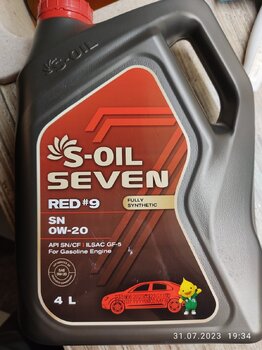 S-OIL
S-OIL
SEVEN
RED #9
FULLY
SYNTHETIC
SN
0W-20
API SN/CF : ILSAC GF-5
For Gasoline Engine
4 L
31.07.2023 19:34